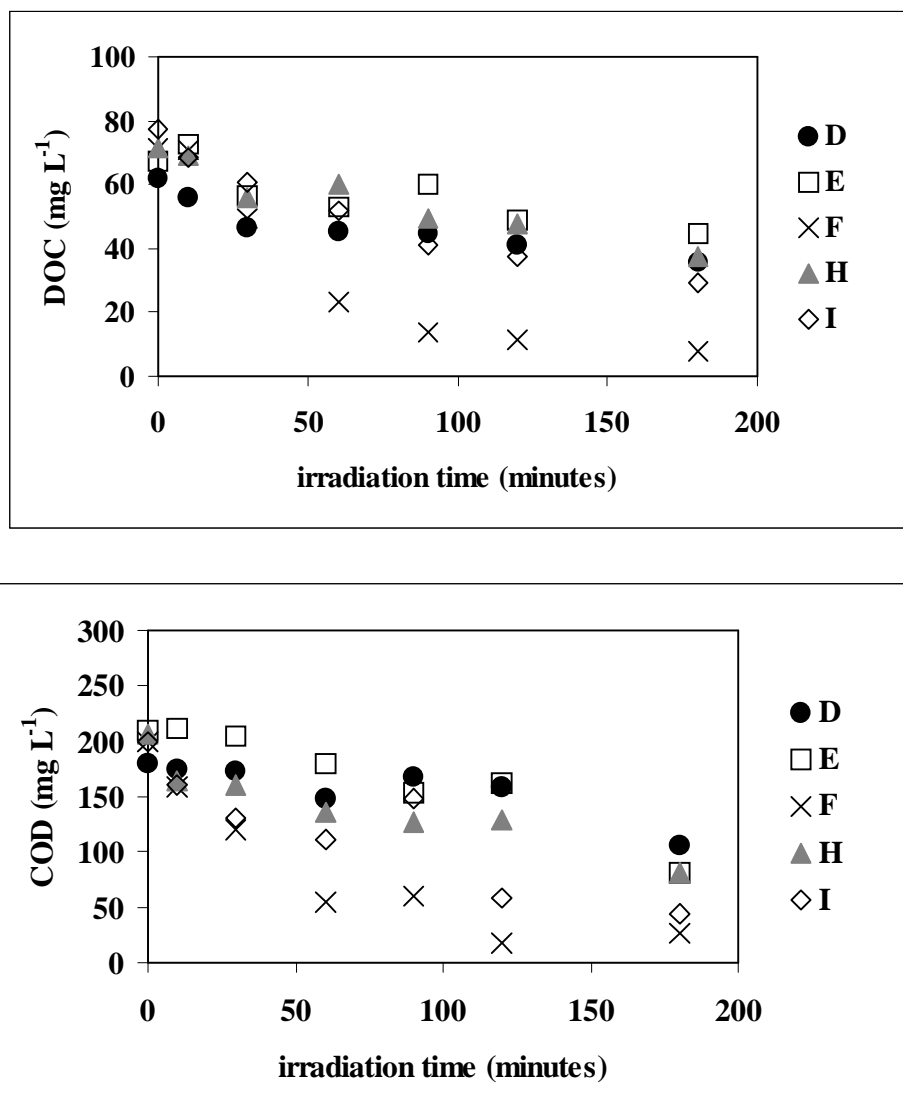 100
80
60
40
20
0
DOC (mg L⁻¹)
0 50 100 150 200
irradiation time (minutes)
D
E
F
H
I
300
250
200
150
100
50
0
COD (mg L⁻¹)
0 50 100 150 200
irradiation time (minutes)
D
E
F
H
I